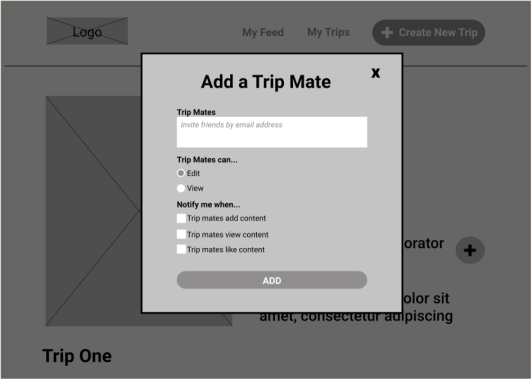 Logo
My Feed
My Trips
Create New Trip
Add a Trip Mate
X
Trip Mates
Invite friends by email address
Trip Mates can...
Edit
View
Notify me when...
Trip mates add content
Trip mates view content
Trip mates like content
ADD
orator
olor sit
amet, consectetur adipiscing
Trip One